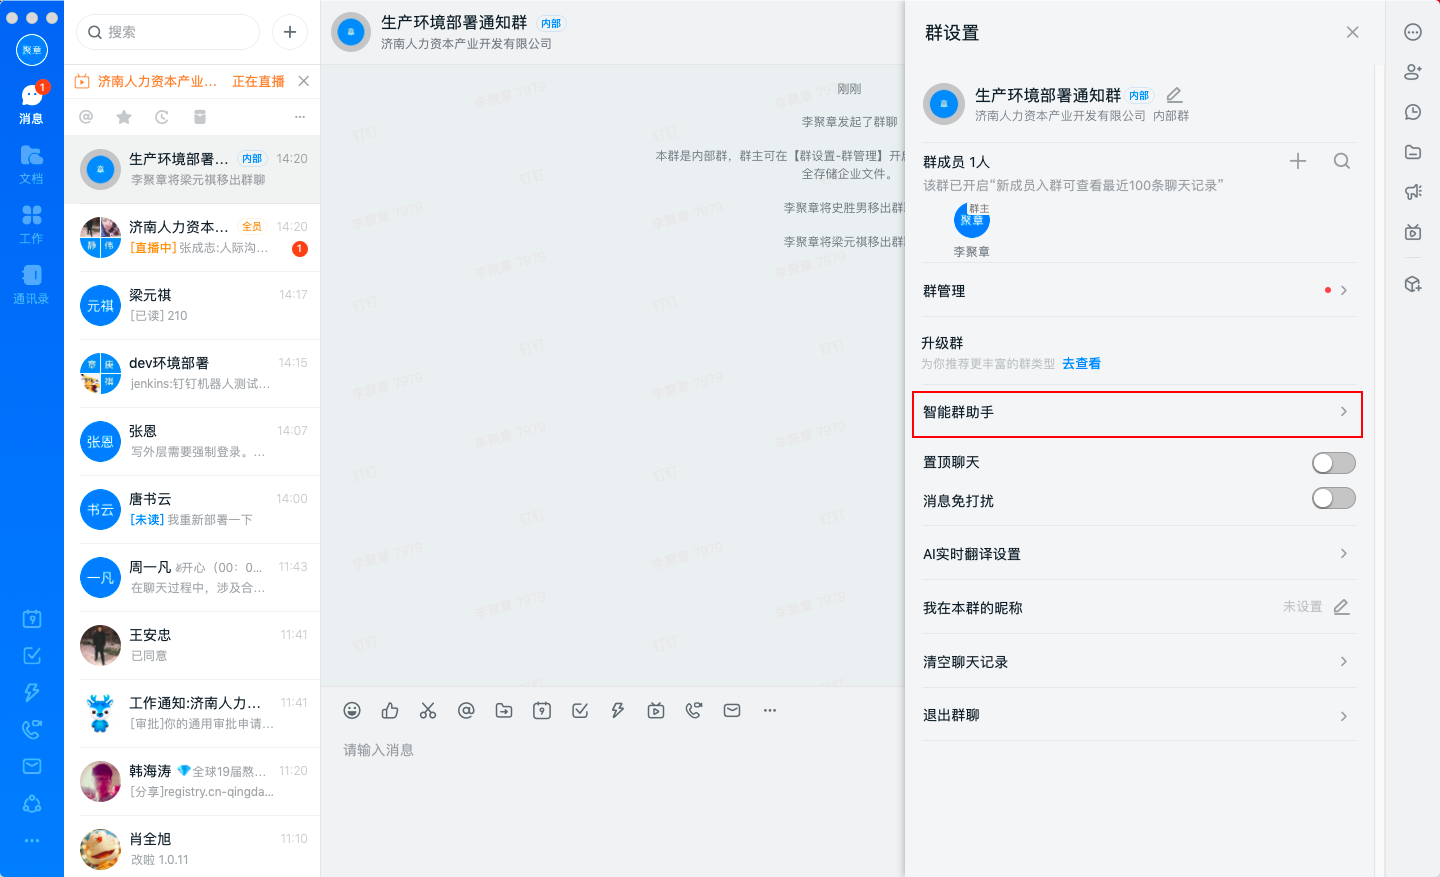 聚章
1
消息
文档
工作
通讯录
搜索
济南人力资本产业... 正在直播
生产环境部署... 内部 14:20
李聚章将梁元祺移出群聊
济南人力资本... 全员 14:20
[直播中] 张成志:人际沟... 1
静 伟
梁元祺 14:17
元祺
[已读] 210
dev环境部署 14:15
章 庚
祺
jenkins:钉钉机器人测试...
张恩 14:07
张恩
写外层需要强制登录。...
唐书云 14:00
书云
[未读] 我重新部署一下
周一凡 开心（00：0... 11:43
一凡
在聊天过程中，涉及合...
王安忠 11:41
已同意
工作通知:济南人力... 11:41
[审批]你的通用审批申请...
韩海涛 全球19届熬... 11:20
[分享]registry.cn-qingda...
肖全旭 11:10
改啦 1.0.11
章
生产环境部署通知群 内部
济南人力资本产业开发有限公司
刚刚
李聚章发起了群聊
本群是内部群，群主可在【群设置-群管理】开
全存储企业文件。
李聚章将史胜男移出群
李聚章将梁元祺移出群
李聚章 7979
钉钉
请输入消息
群设置
章
生产环境部署通知群 内部
济南人力资本产业开发有限公司 内部群
群成员 1人
该群已开启“新成员入群可查看最近100条聊天记录”
群主
聚章
李聚章
群管理
升级群
为你推荐更丰富的群类型 去查看
智能群助手
置顶聊天
消息免打扰
AI实时翻译设置
我在本群的昵称 未设置
清空聊天记录
退出群聊